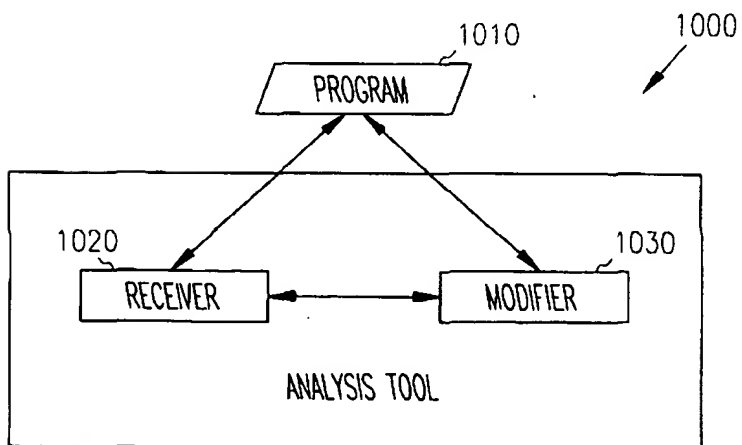 1010
1000
PROGRAM
1020
1030
RECEIVER
MODIFIER
ANALYSIS TOOL